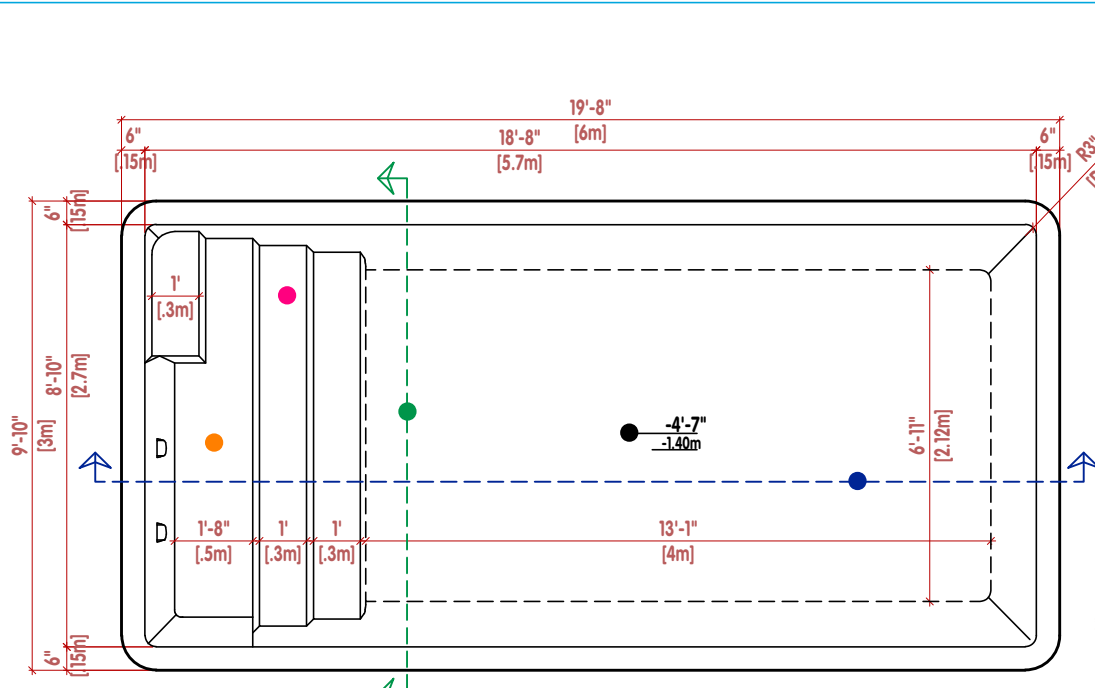 19'-8"
[6m]
6"
[.15m]
18'-8"
[5.7m]
6"
[.15m]
R3"
6"
[.15m]
1'
[.3m]
8'-10"
[2.7m]
9'-10"
[3m]
-4'-7"
-1.40m
6'-11"
[2.12m]
1'-8"
[.5m]
1'
[.3m]
1'
[.3m]
13'-1"
[4m]
6"
[.15m]